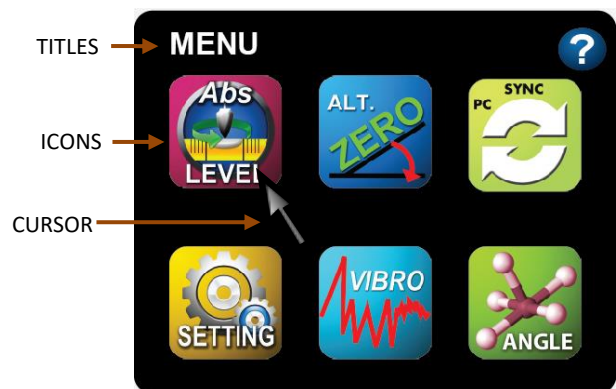 TITLES
MENU
?
ICONS
Abs
LEVEL
ALT.
ZERO
SYNC
PC
CURSOR
SETTING
VIBRO
ANGLE